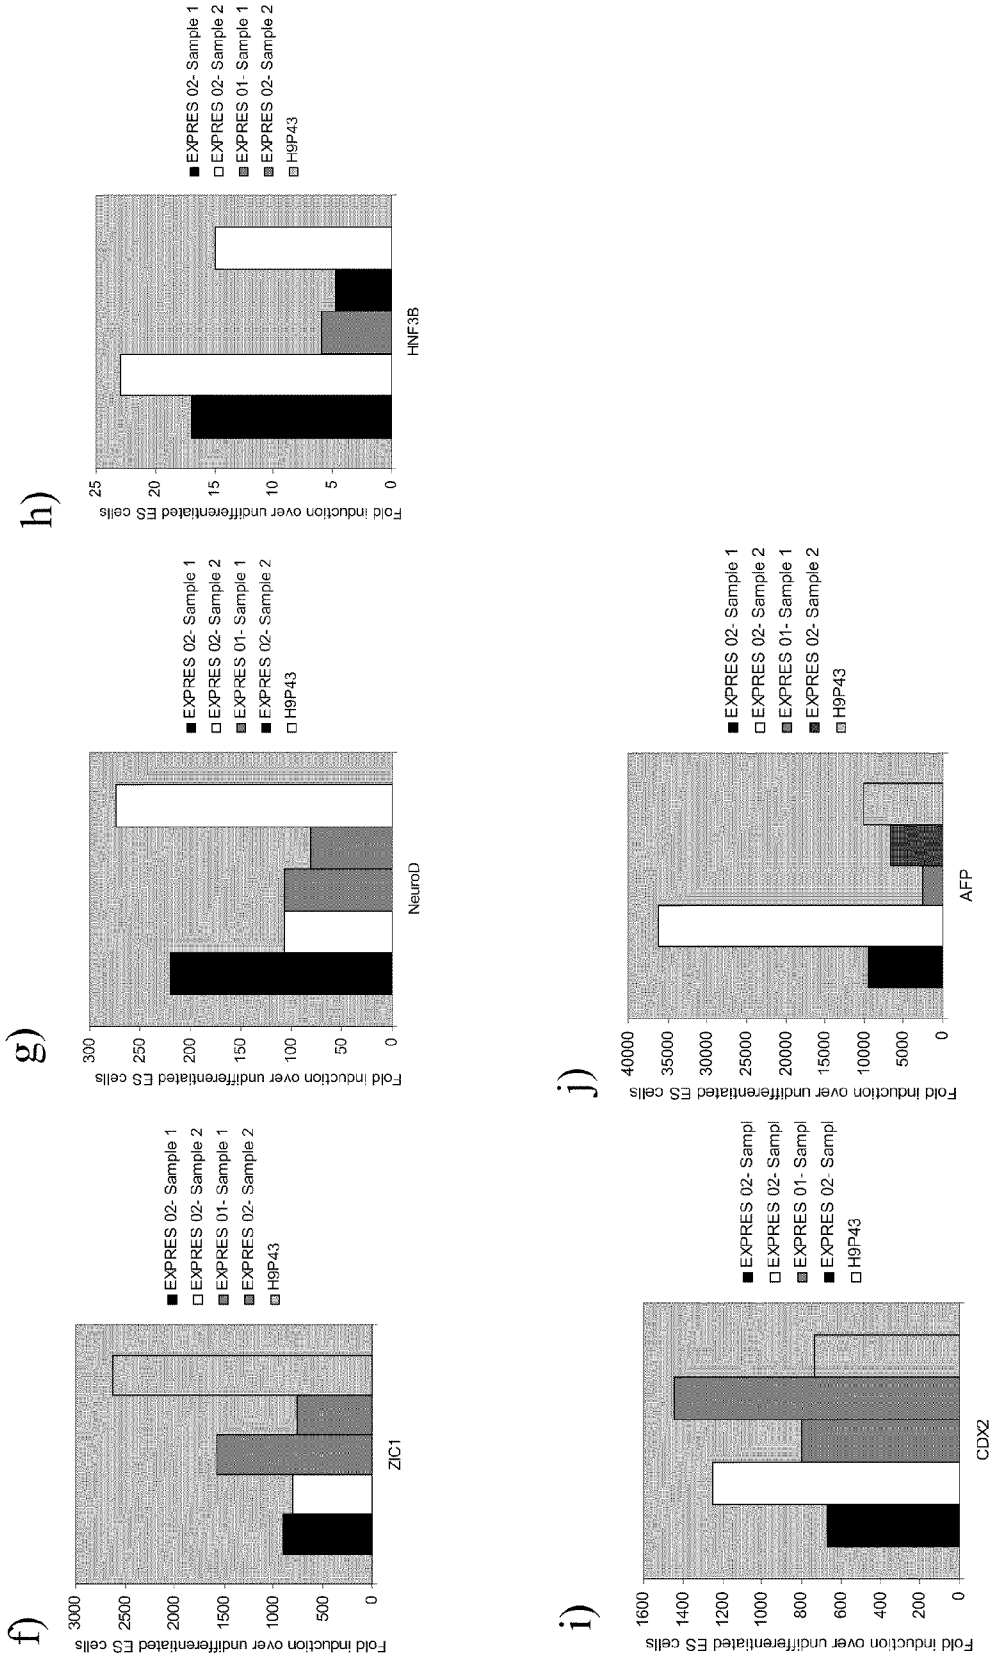 f)
Fold induction over undifferentiated ES cells
3000
2500
2000
1500
1000
500
0
ZIC1
EXPRES 02- Sample 1
EXPRES 02- Sample 2
EXPRES 01- Sample 1
EXPRES 02- Sample 2
H9P43
g)
Fold induction over undifferentiated ES cells
300
250
200
150
100
50
0
NeuroD
EXPRES 02- Sample 1
EXPRES 02- Sample 2
EXPRES 01- Sample 1
EXPRES 02- Sample 2
H9P43
h)
Fold induction over undifferentiated ES cells
25
20
15
10
5
0
HNF3B
EXPRES 02- Sample 1
EXPRES 02- Sample 2
EXPRES 01- Sample 1
EXPRES 02- Sample 2
H9P43
i)
Fold induction over undifferentiated ES cells
1600
1400
1200
1000
800
600
400
200
0
CDX2
EXPRES 02- Sampl
EXPRES 02- Sampl
EXPRES 01- Sampl
EXPRES 02- Sampl
H9P43
j)
Fold induction over undifferentiated ES cells
40000
35000
30000
25000
20000
15000
10000
5000
0
AFP
EXPRES 02- Sample 1
EXPRES 02- Sample 2
EXPRES 01- Sample 1
EXPRES 02- Sample 2
H9P43